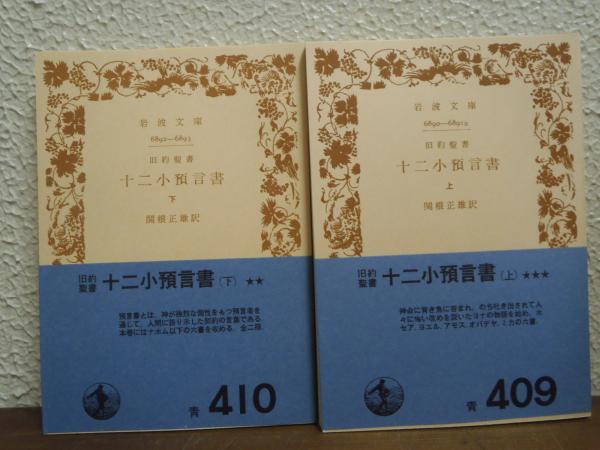 岩波文庫
6892—6893
旧約聖書
十二小預言書
下
関根正雄訳
旧約
聖書
十二小預言書(下)★★
預言書とは、神が強烈な個性をもつ預言者を
通じて、人間に語り示した契約の言葉である。
本巻にはナホム以下の六書を収める。全二冊
青 410
岩波文庫
6890—6891a
旧約聖書
十二小預言書
上
関根正雄訳
旧約
聖書
十二小預言書(上)★★★
神命に背き魚に呑まれ、のち吐き出されて人
々に悔い改めを説いたヨナの物語を始め、ホ
セア、ヨエル、アモス、オバデヤ、ミカの六書.
青 409